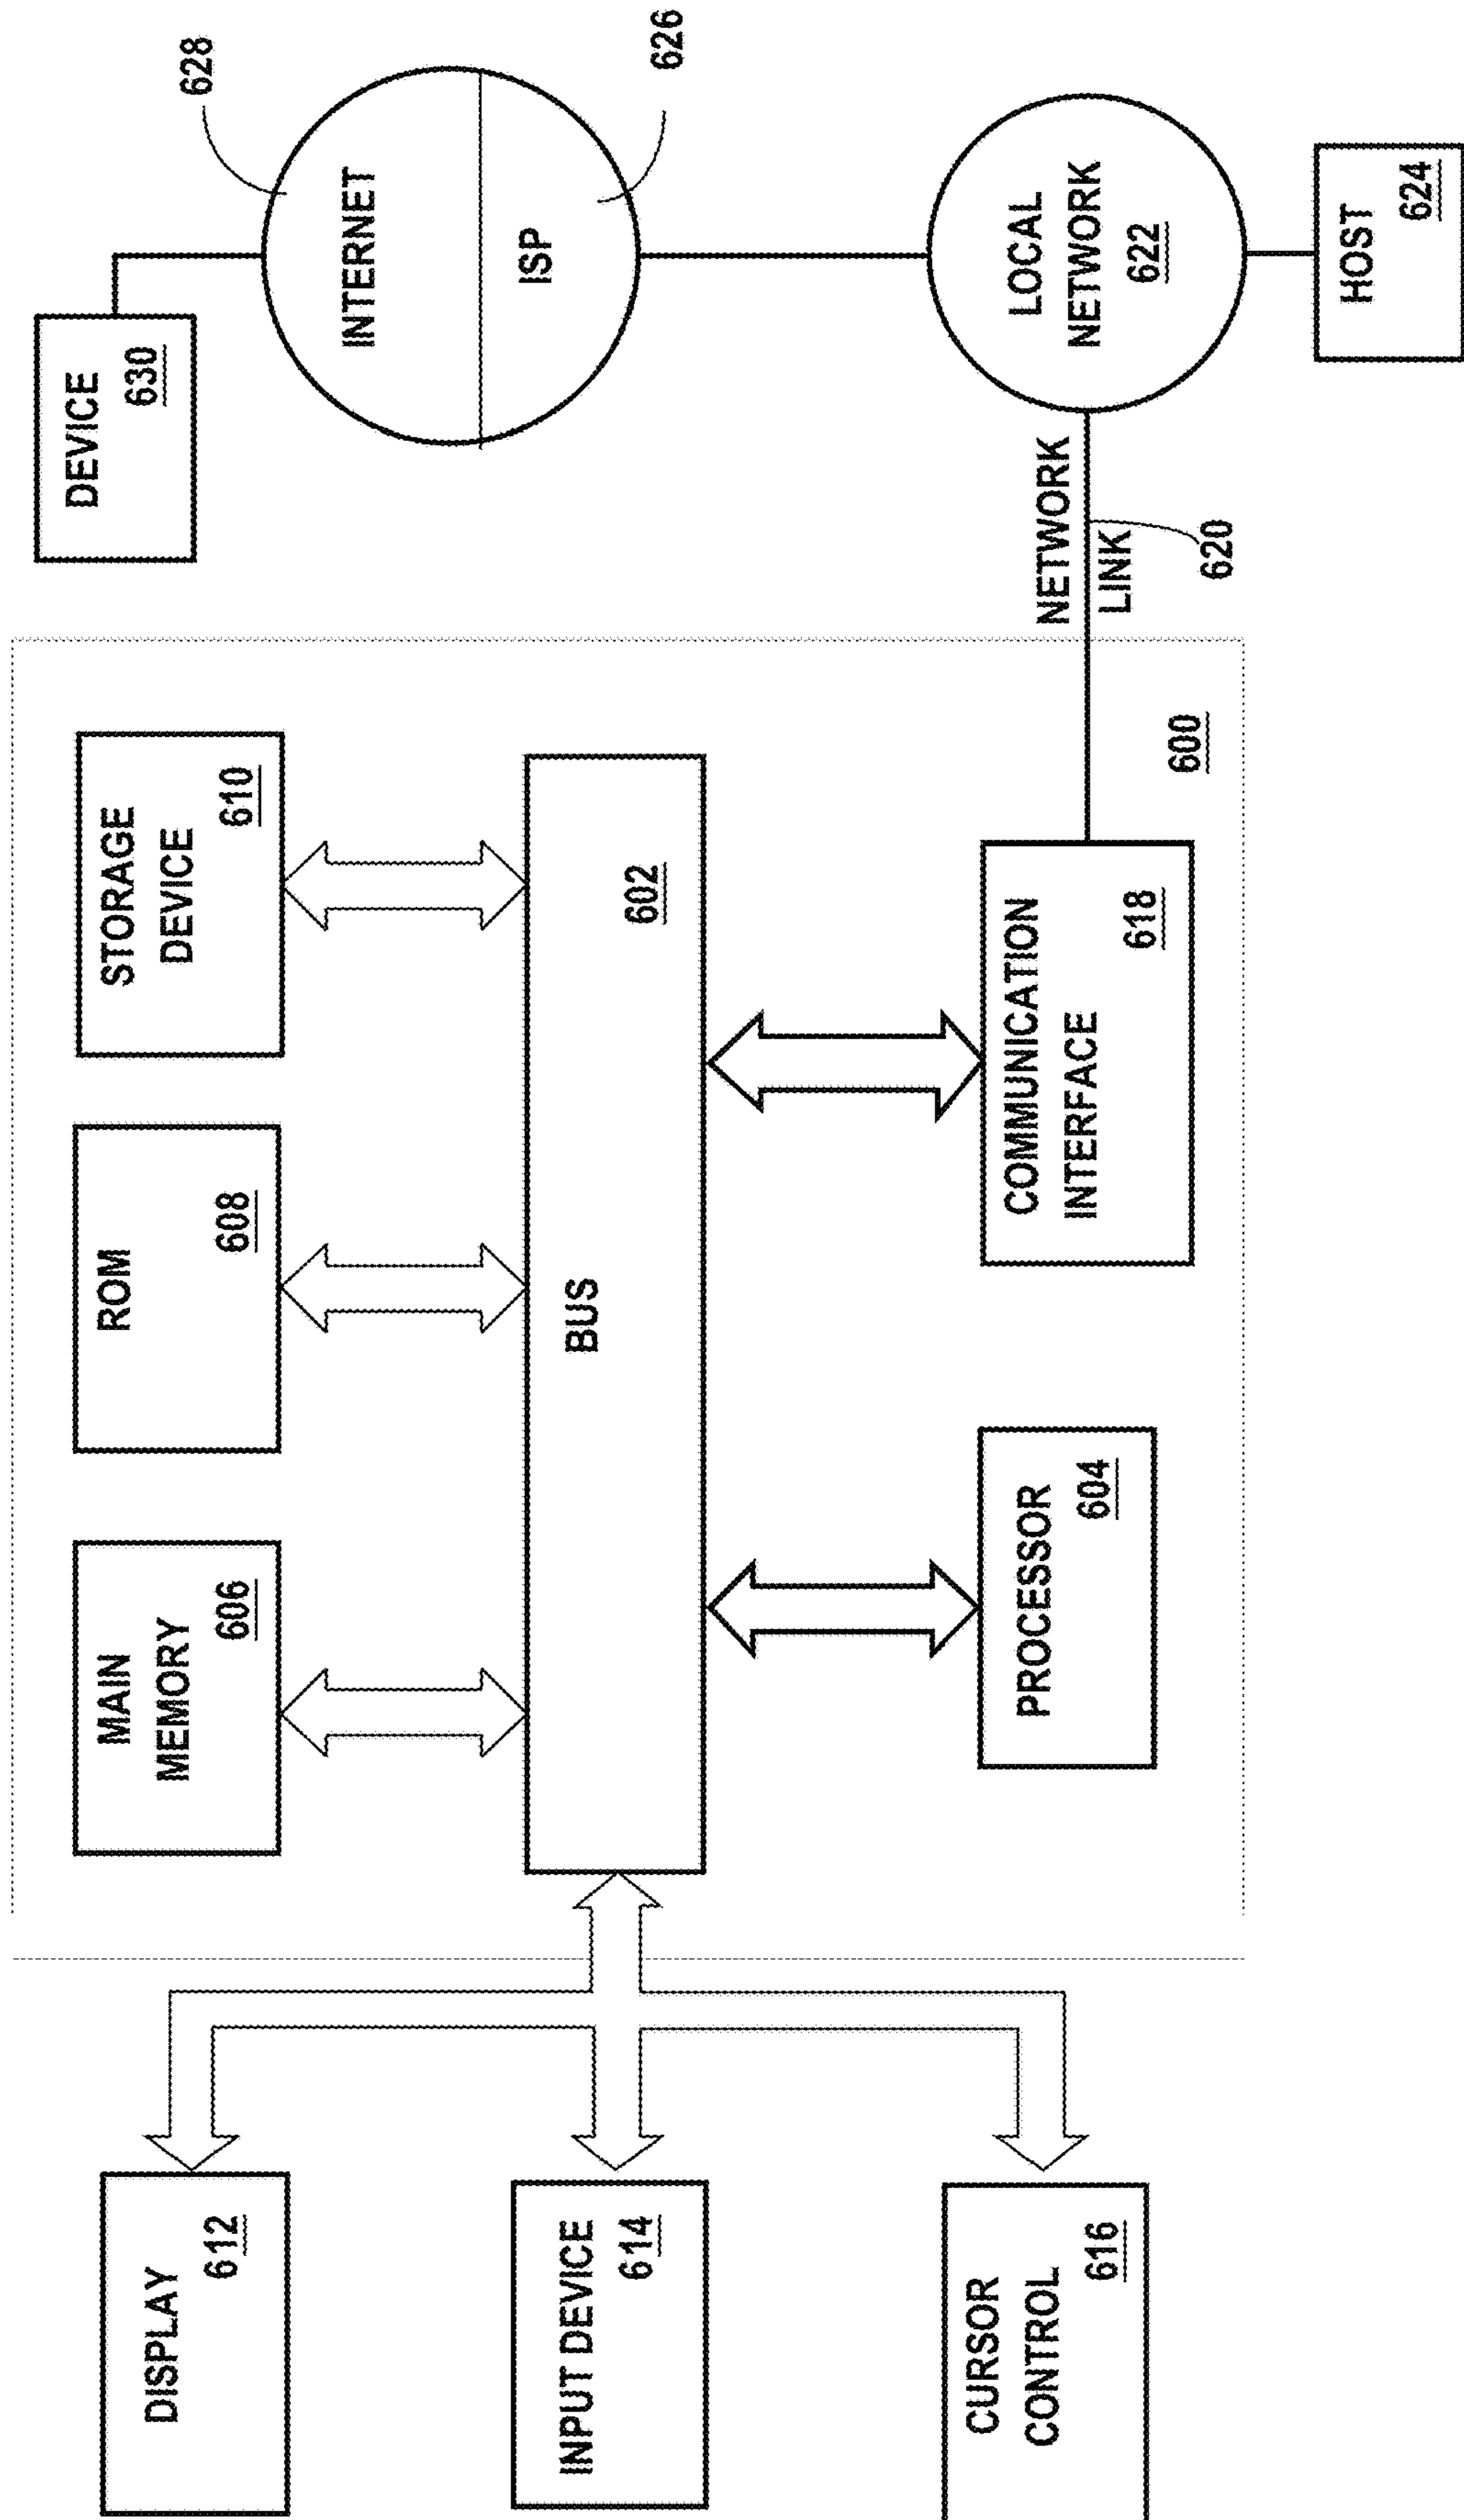 DISPLAY
612
INPUT DEVICE
614
CURSOR
CONTROL
616
MAIN
MEMORY
606
ROM
608
STORAGE
DEVICE
610
BUS
602
PROCESSOR
604
COMMUNICATION
INTERFACE
618
600
DEVICE
630
628
INTERNET
ISP
626
NETWORK
LINK
620
LOCAL
NETWORK
622
HOST
624